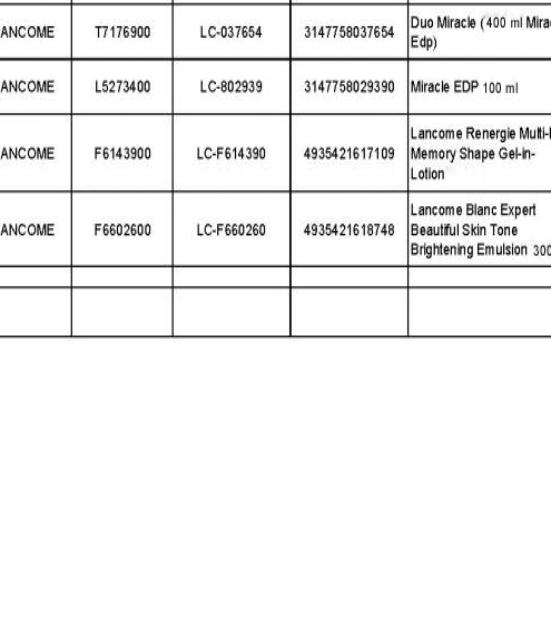 ANCOME T7176900 LC-037654 3147758037654 Duo Miracle (400 ml Mira
Edp)
ANCOME L5273400 LC-802939 3147758029390 Miracle EDP 100 ml
ANCOME F6143900 LC-F614390 4935421617109 Lancome Renergie Multi-
Memory Shape Gel-in-
Lotion
ANCOME F6602600 LC-F660260 4935421618748 Lancome Blanc Expert
Beautiful Skin Tone
Brightening Emulsion 300